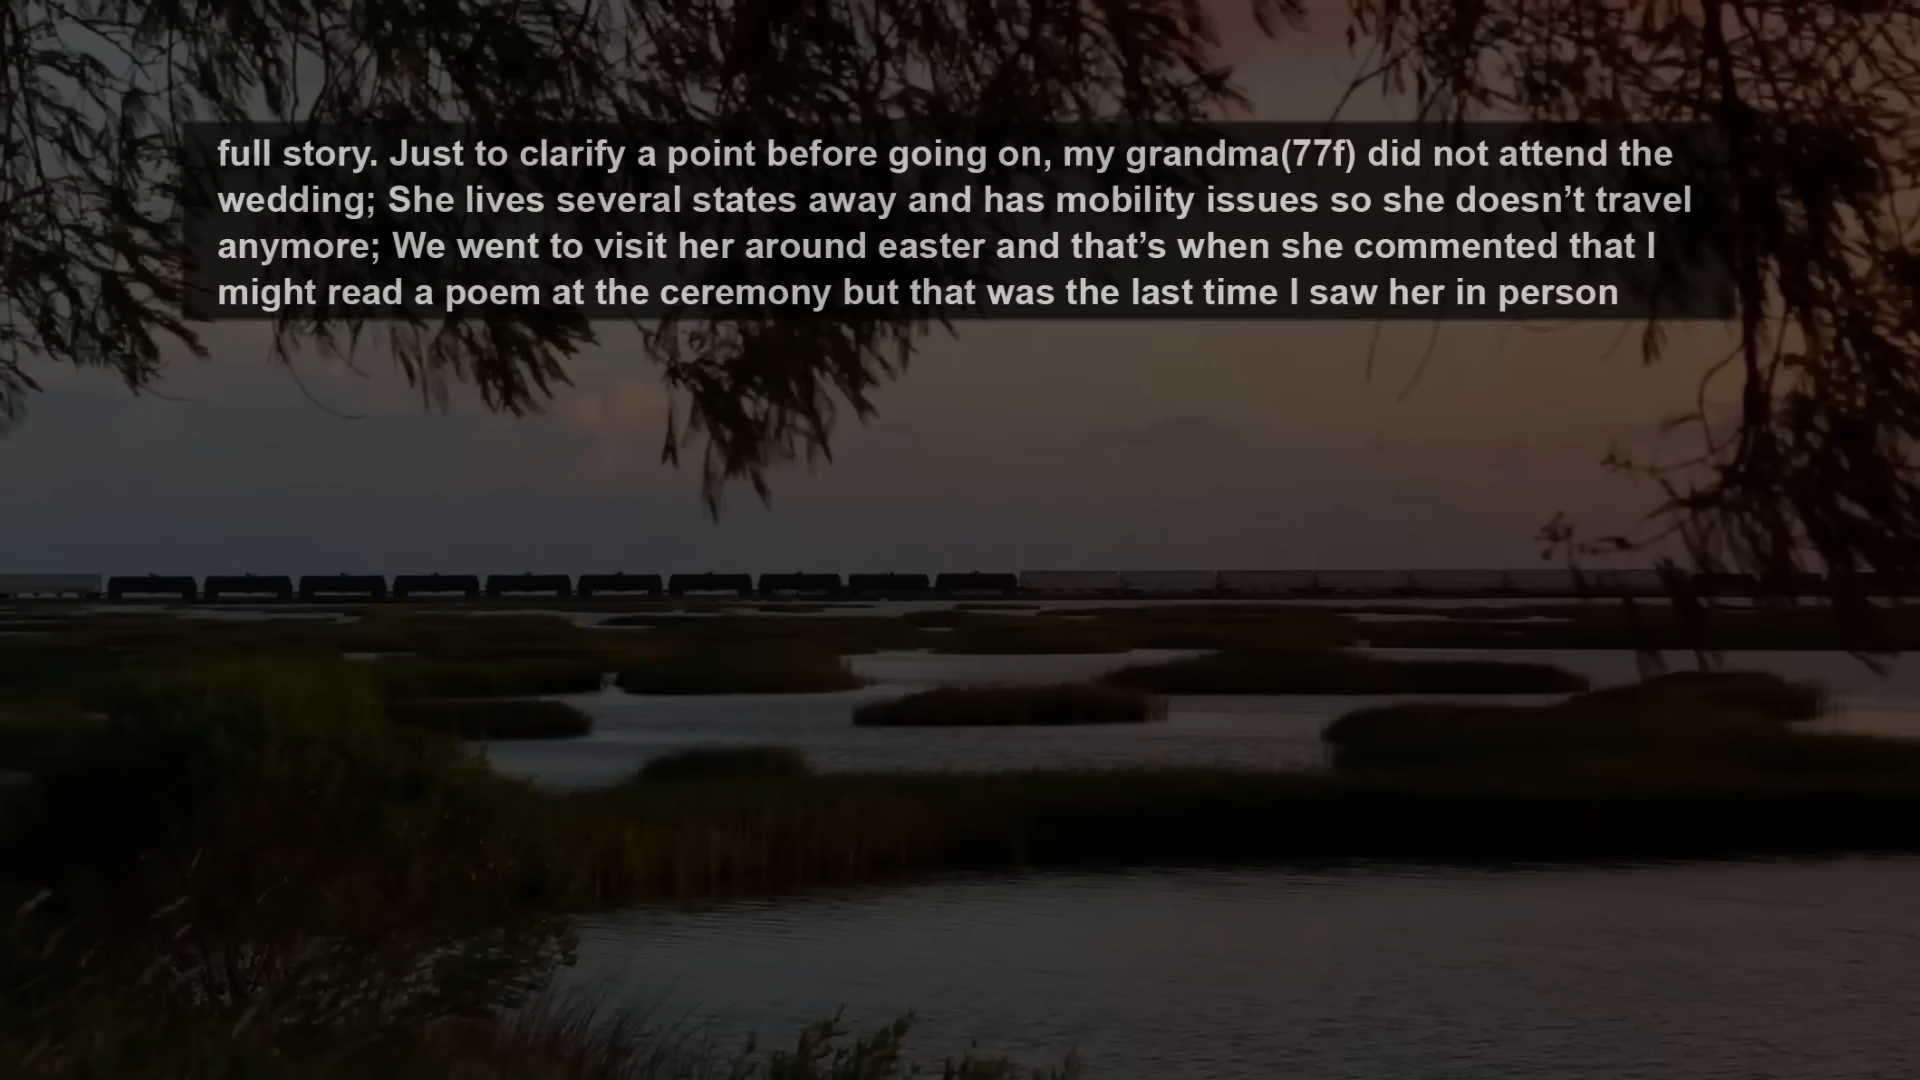 full story. Just to clarify a point before going on, my grandma(77f) did not attend the
wedding; She lives several states away and has mobility issues so she doesn’t travel
anymore; We went to visit her around easter and that’s when she commented that I
might read a poem at the ceremony but that was the last time I saw her in person